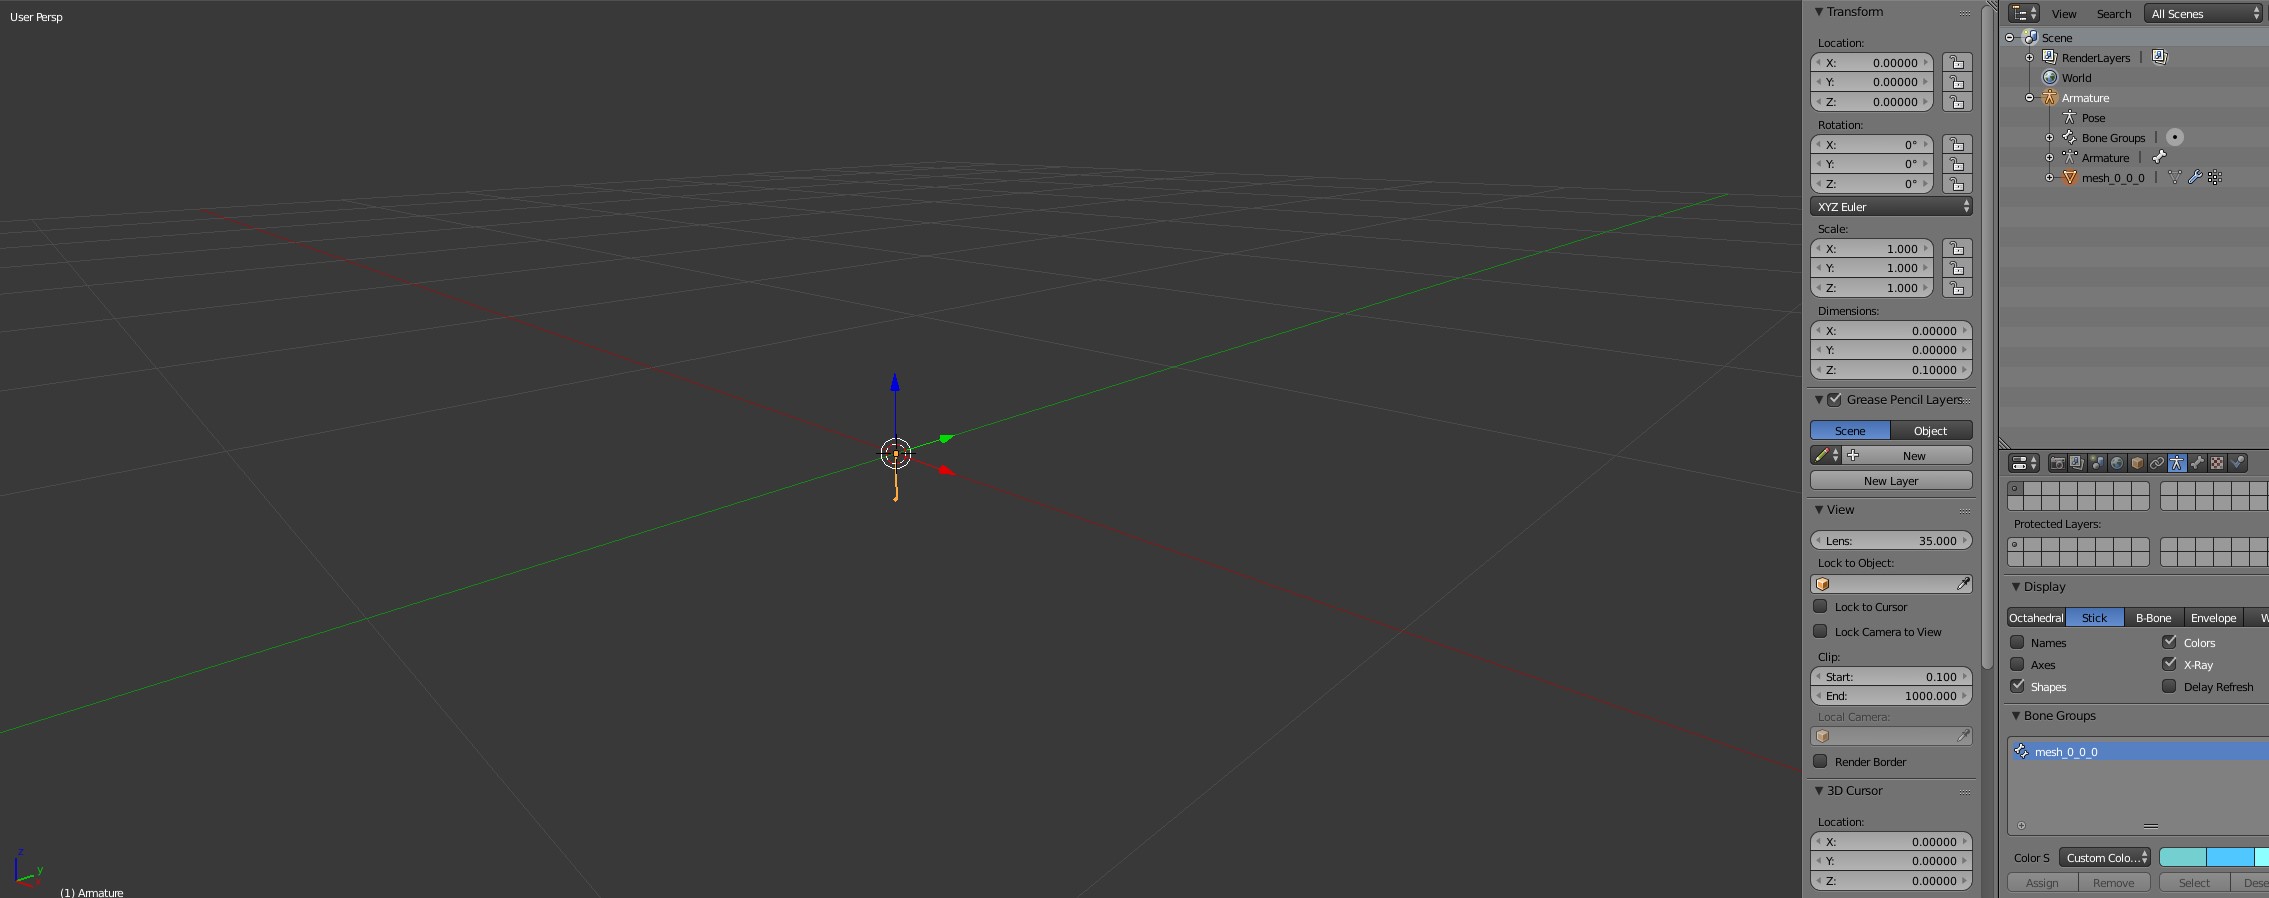 User Persp
Transform
Location:
X: 0.00000
Y: 0.00000
Z: 0.00000
Rotation:
X: 0°
Y: 0°
Z: 0°
XYZ Euler
Scale:
X: 1.000
Y: 1.000
Z: 1.000
Dimensions:
X: 0.00000
Y: 0.00000
Z: 0.10000
Grease Pencil Layers
Scene Object
New
New Layer
View
Lens: 35.000
Lock to Object:
Lock to Cursor
Lock Camera to View
Clip:
Start: 0.100
End: 1000.000
Local Camera:
Render Border
3D Cursor
Location:
X: 0.00000
Y: 0.00000
Z: 0.00000
View Search All Scenes
Scene
RenderLayers
World
Armature
Pose
Bone Groups
Armature
mesh_0_0_0
Protected Layers:
Display
Octahedral Stick B-Bone Envelope W
Names Colors
Axes X-Ray
Shapes Delay Refresh
Bone Groups
mesh_0_0_0
Color S Custom Colo...
Assign Remove Select Dese
z
y
x
(1) Armature